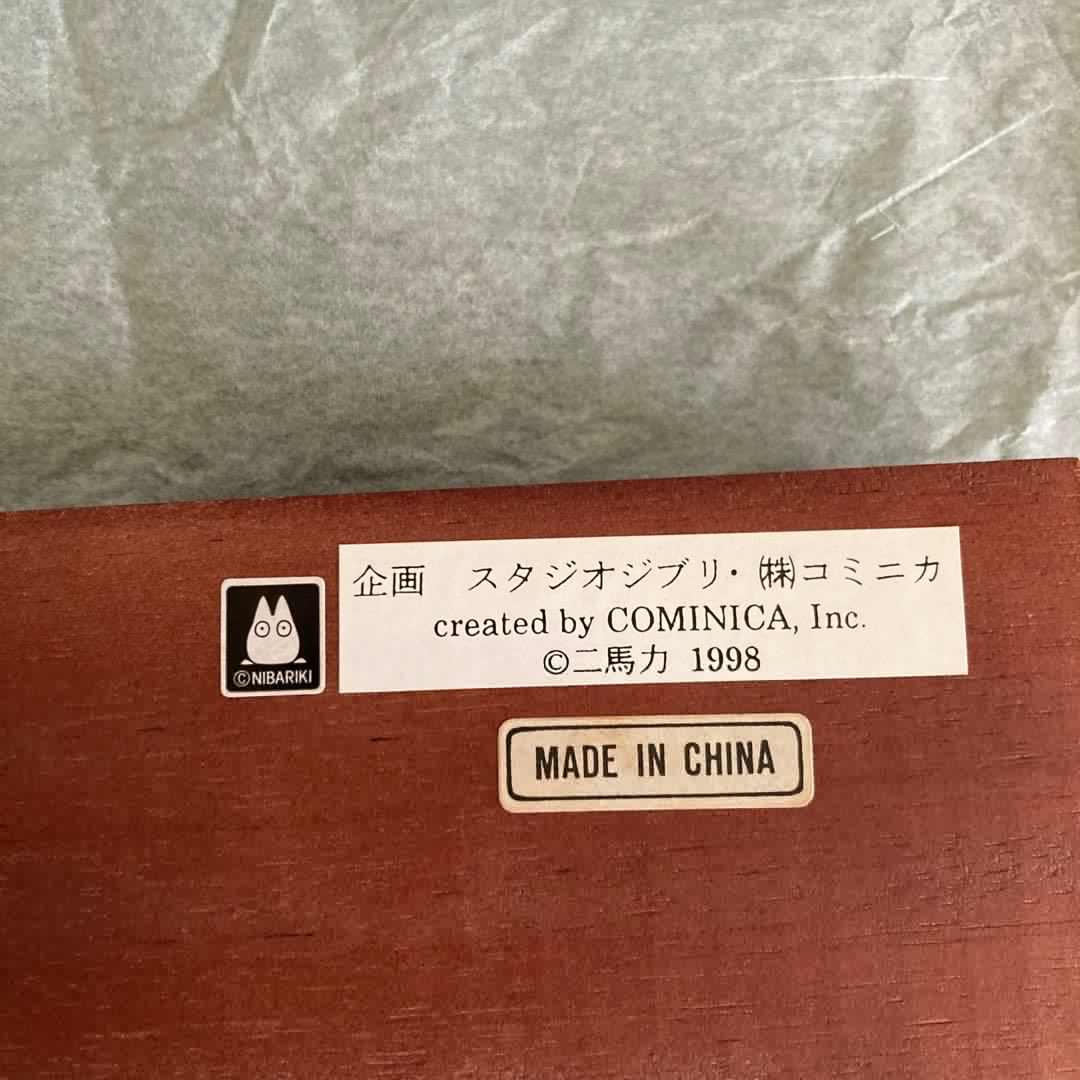 企画　スタジオジブリ・㈱コミニカ
created by COMINICA, Inc.
©二馬力 1998
©NIBARIKI
MADE IN CHINA